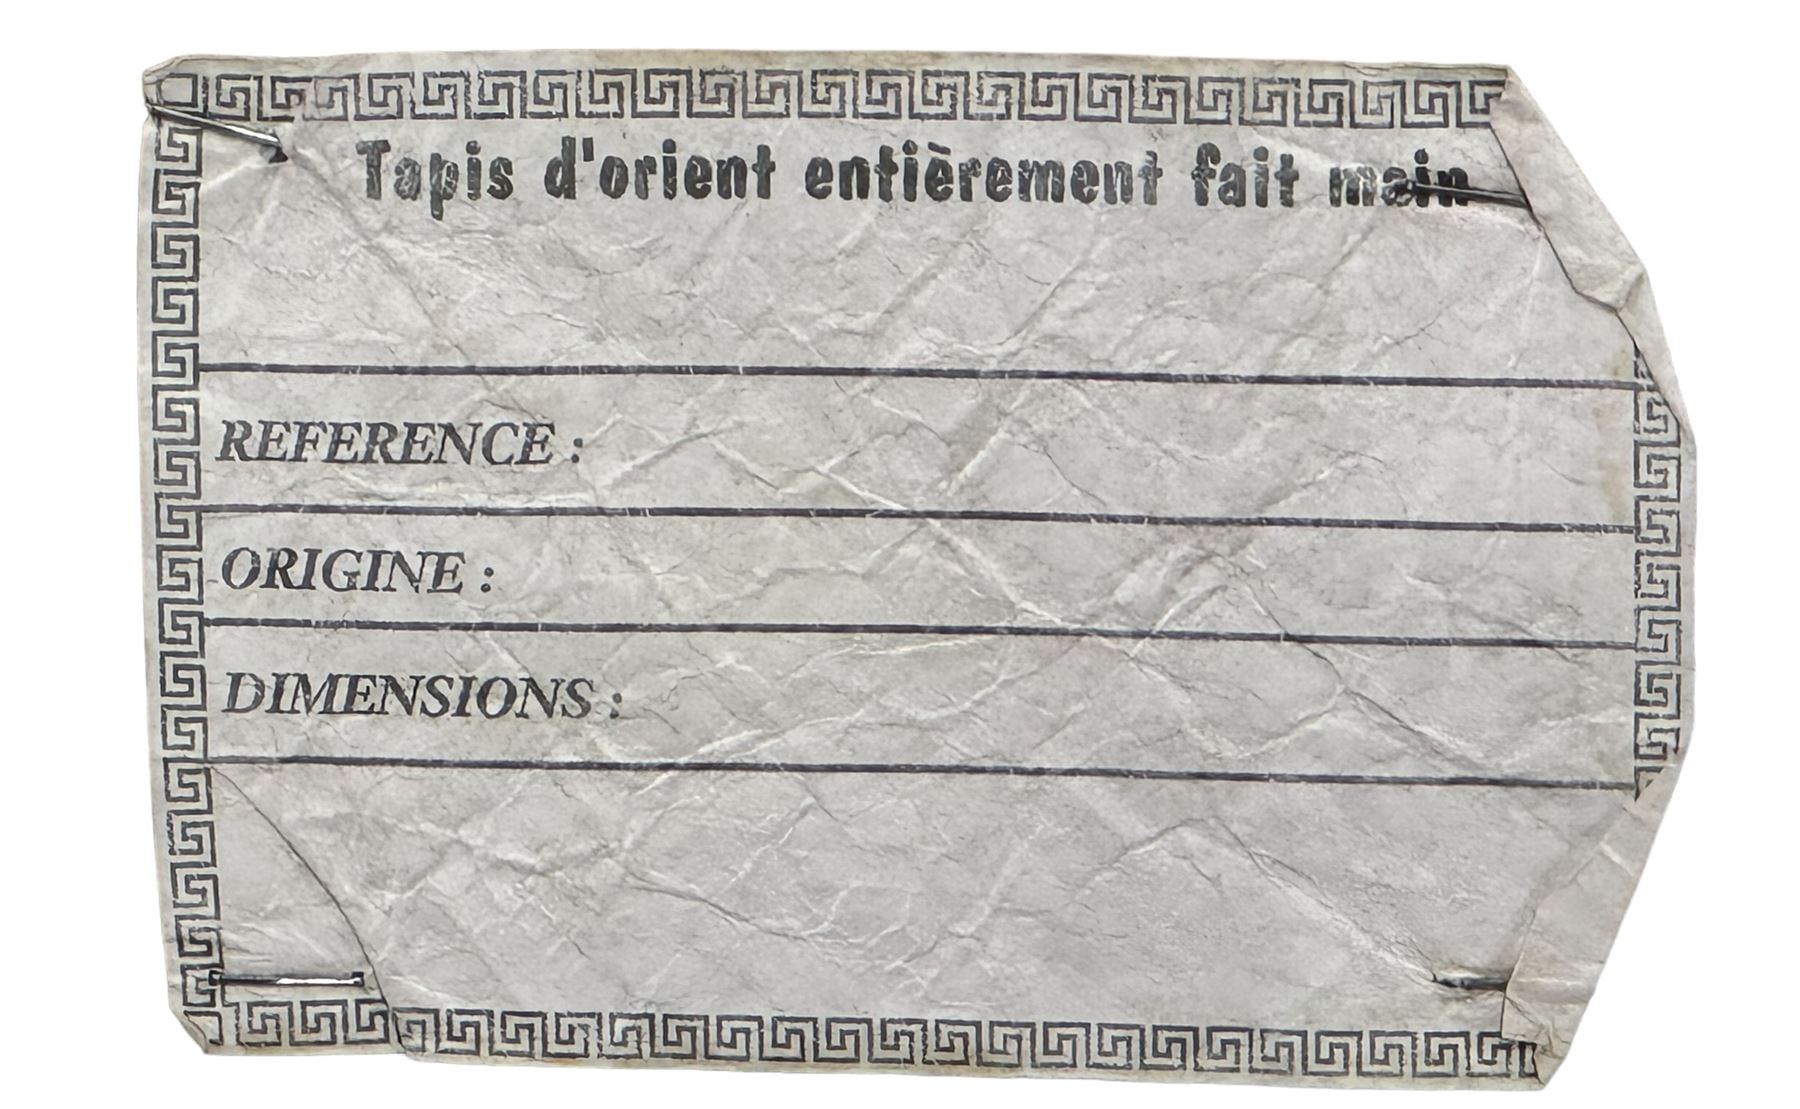 Tapis d'orient entièrement fait main
REFERENCE :
ORIGINE :
DIMENSIONS :